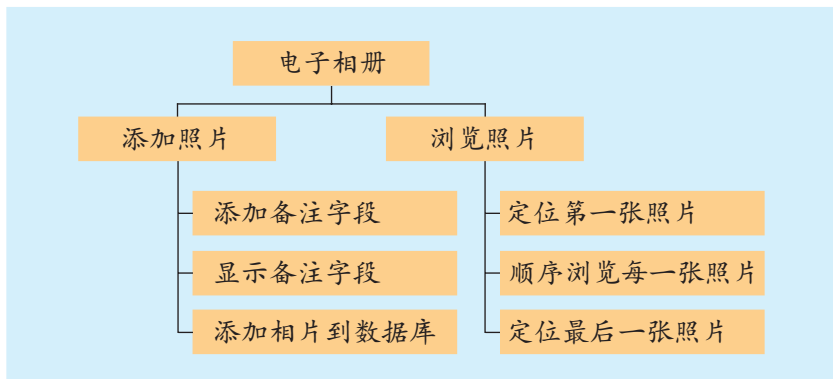 电子相册
添加照片
浏览照片
添加备注字段
定位第一张照片
显示备注字段
顺序浏览每一张照片
添加相片到数据库
定位最后一张照片